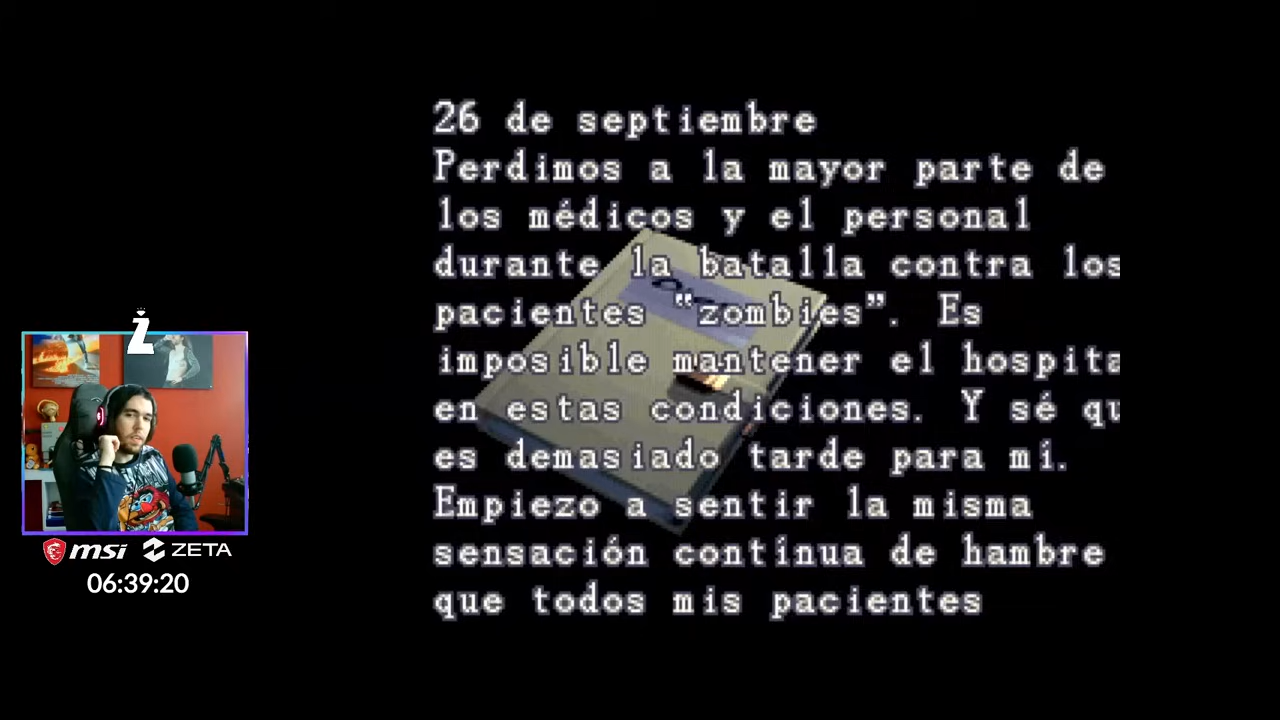 26 de septiembre
Perdimos a la mayor parte de
los médicos y el personal
durante la batalla contra los
pacientes “zombies”. Es
imposible mantener el hospita
en estas condiciones. Y sé qu
es demasiado tarde para mí.
Empiezo a sentir la misma
sensación contínua de hambre
que todos mis pacientes
Z
msi ZETA
06:39:20